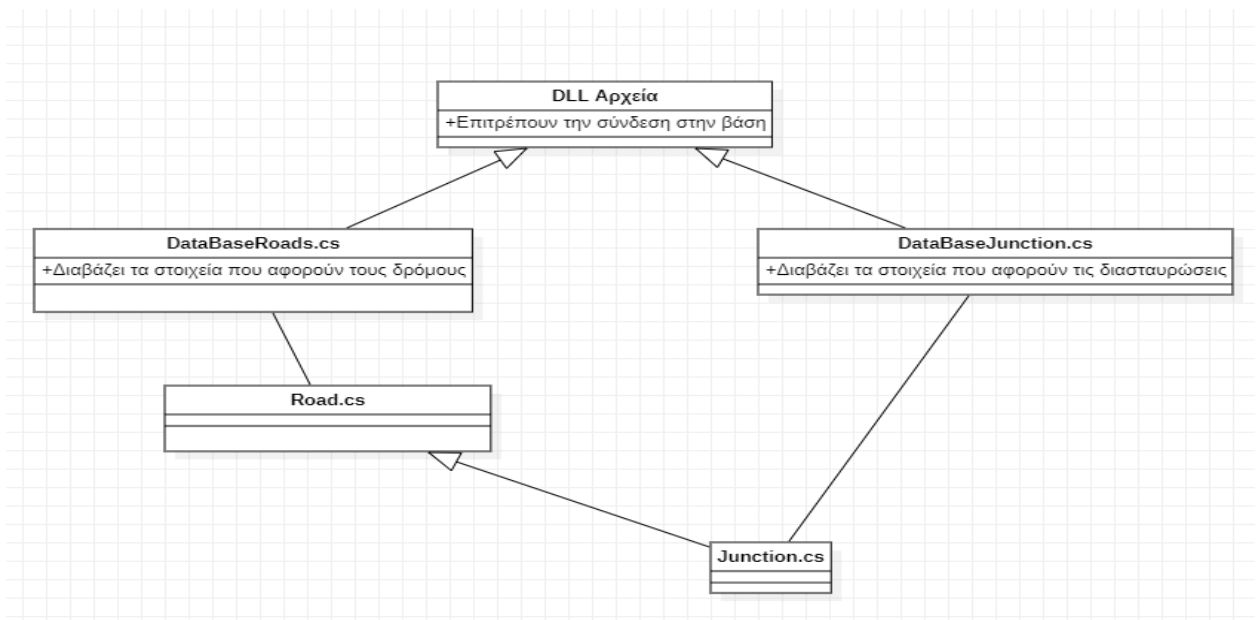 DLL Αρχεία
+Επιτρέπουν την σύνδεση στην βάση
DataBaseRoads.cs
+Διαβάζει τα στοιχεία που αφορούν τους δρόμους
DataBaseJunction.cs
+Διαβάζει τα στοιχεία που αφορούν τις διασταυρώσεις
Road.cs
Junction.cs